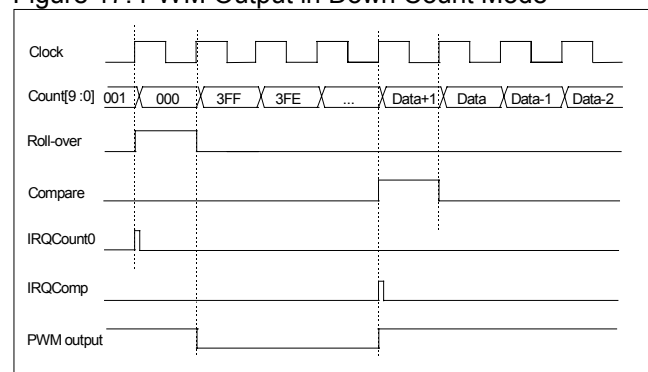 Figure 17. PWM Output in Down Count Mode
Clock
Count[9 :0] 001 000 3FF 3FE ... Data+1 Data Data-1 Data-2
Roll-over
Compare
IRQCount0
IRQComp
PWM output